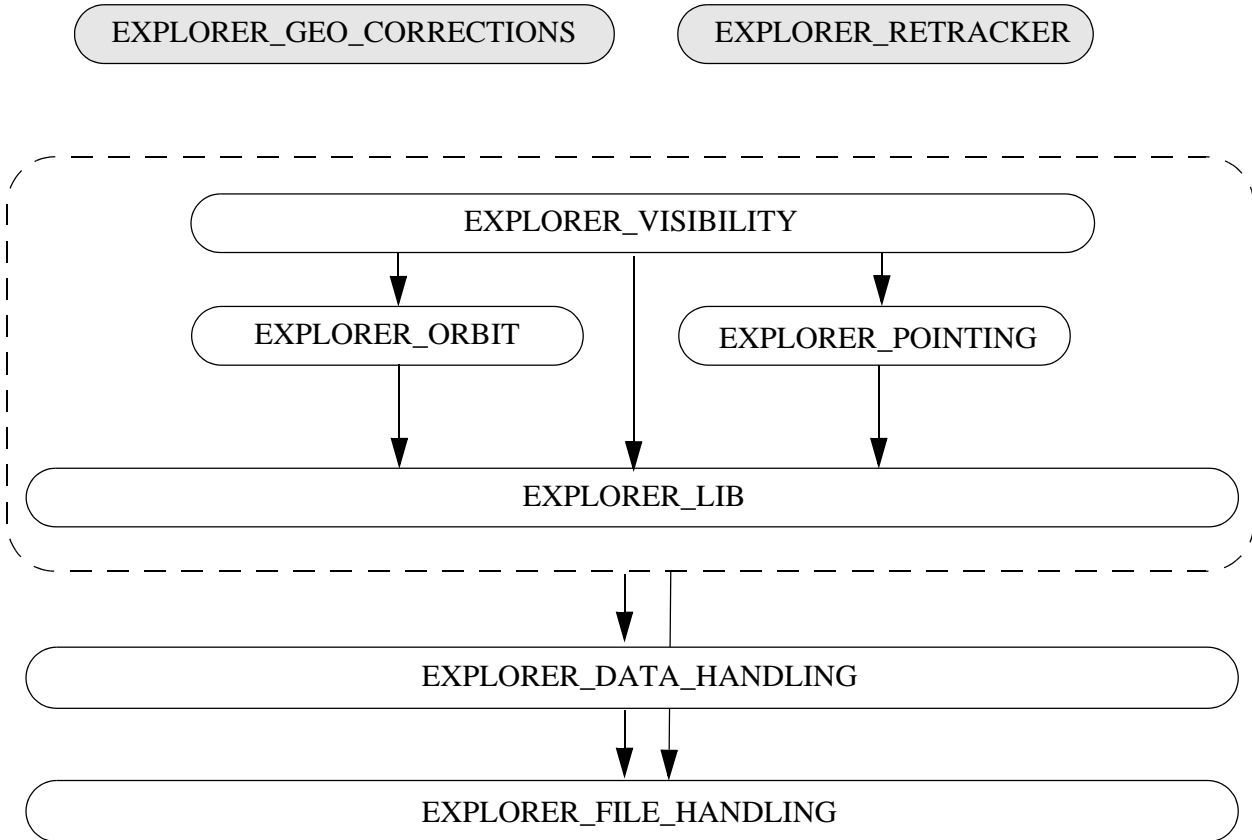 EXPLORER_GEO_CORRECTIONS
EXPLORER_RETRACKER
EXPLORER_VISIBILITY
EXPLORER_ORBIT
EXPLORER_POINTING
EXPLORER_LIB
EXPLORER_DATA_HANDLING
EXPLORER_FILE_HANDLING